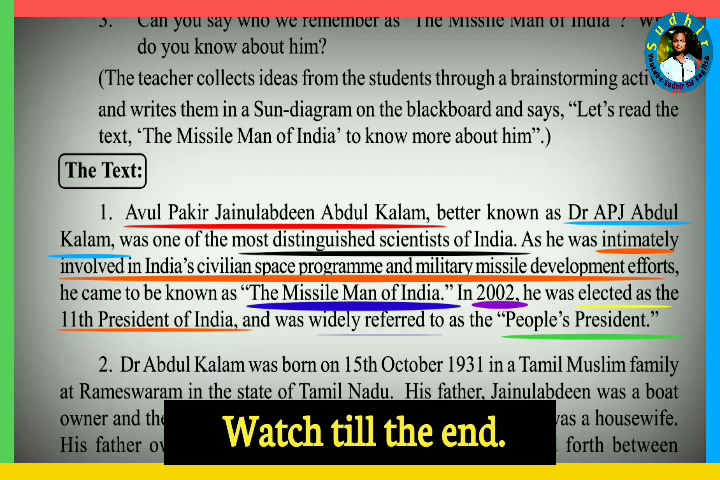 3. Can you say who we remember as "The Missile Man of India"?
do you know about him?
(The teacher collects ideas from the students through a brainstorming
and writes them in a Sun-diagram on the blackboard and says, “Let’s read the
text, ‘The Missile Man of India’ to know more about him”.)
The Text:
1. Avul Pakir Jainulabdeen Abdul Kalam, better known as Dr APJ Abdul
Kalam, was one of the most distinguished scientists of India. As he was intimately
involved in India’s civilian space programme and military missile development efforts,
he came to be known as “The Missile Man of India.” In 2002, he was elected as the
11th President of India, and was widely referred to as the “People’s President.”
2. Dr Abdul Kalam was born on 15th October 1931 in a Tamil Muslim family
at Rameswaram in the state of Tamil Nadu. His father, Jainulabdeen was a boat
owner and the was a housewife.
His father forth between
Watch till the end.
Sudhir